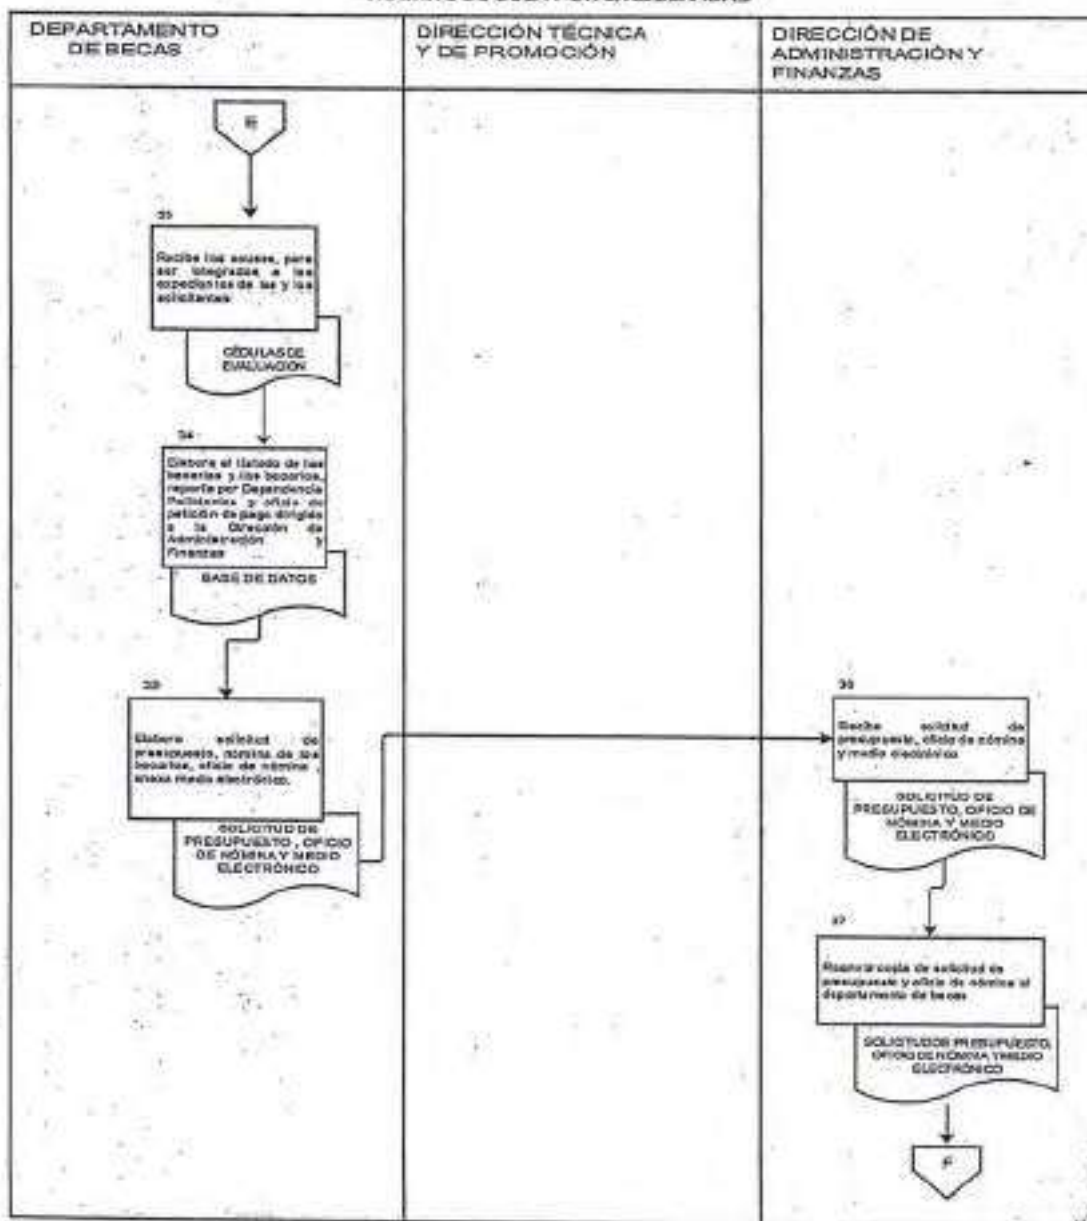 DEPARTAMENTO
DE BECAS
DIRECCIÓN TÉCNICA
Y DE PROMOCIÓN
DIRECCIÓN DE
ADMINISTRACIÓN Y
FINANZAS
E
33
Recibe los acuses, para
ser integrados a los
expedientes de las y los
solicitantes
CÉDULAS DE
EVALUACIÓN
34
Elabora el listado de las
becarias y los becarios,
reporte por Dependencia
Politécnica y oficio de
petición de pago dirigido
a la Dirección de
Administración y
Finanzas
BASE DE DATOS
35
Elabora solicitud de
presupuesto, nómina de los
becarios, oficio de nómina,
anexa medio electrónico.
SOLICITUD DE
PRESUPUESTO , OFICIO
DE NÓMINA Y MEDIO
ELECTRÓNICO
36
Recibe solicitud de
presupuesto, oficio de nómina
y medio electrónico
SOLICITUD DE
PRESUPUESTO, OFICIO DE
NÓMINA Y MEDIO
ELECTRÓNICO
37
copia de solicitud de
presupuesto y oficio de nómina al
departamento de becas
SOLICITUD DE PRESUPUESTO,
OFICIO DE NÓMINA Y MEDIO
ELECTRÓNICO
F